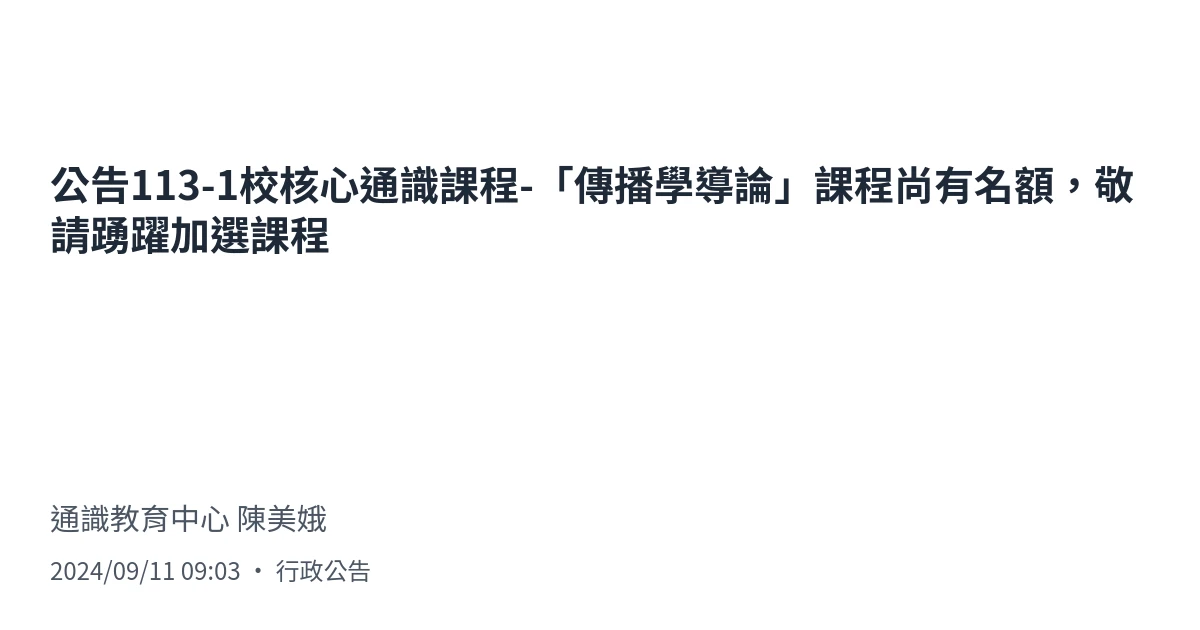 公告113-1校核心通識課程-「傳播學導論」課程尚有名額，敬
請踴躍加選課程
通識教育中心 陳美娥
2024/09/11 09:03 ・ 行政公告